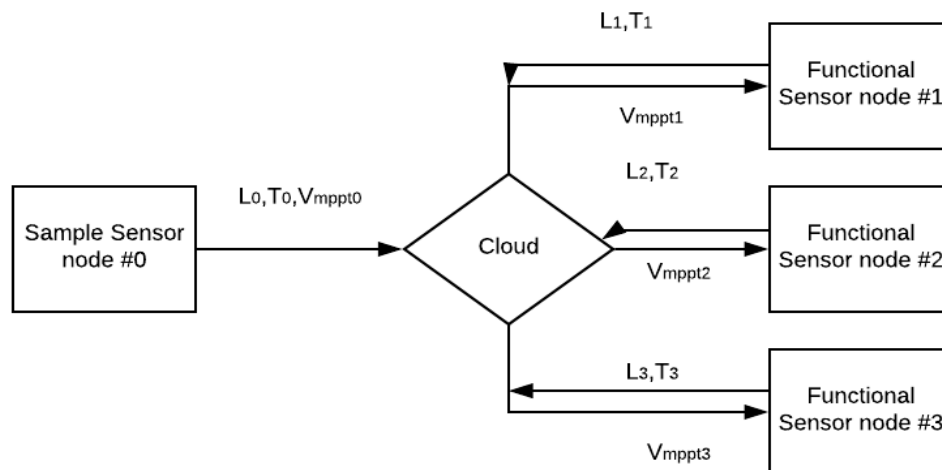 L1,T1
Functional
Sensor node #1
Vmppt1
L2,T2
L0,T0,Vmppt0
Sample Sensor
node #0
Cloud
Functional
Sensor node #2
Vmppt2
L3,T3
Functional
Sensor node #3
Vmppt3